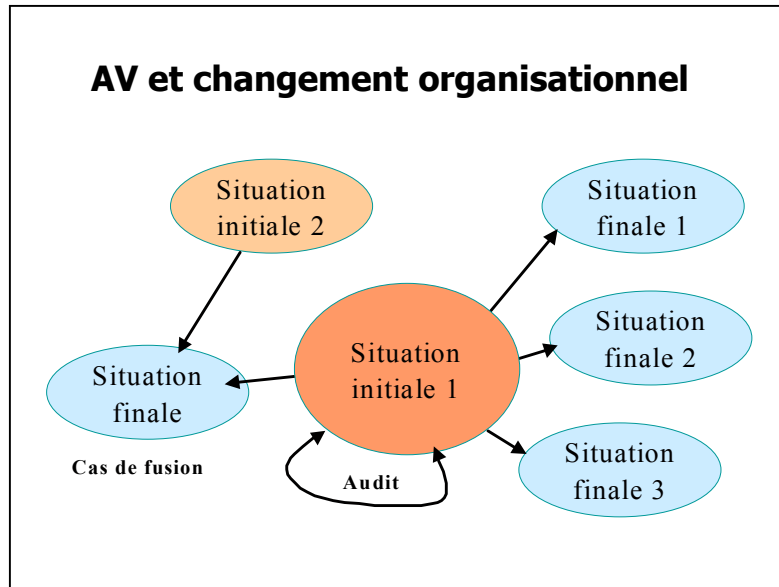 AV et changement organisationnel
Situation
initiale 2
Situation
finale 1
Situation
finale 2
Situation
initiale 1
Situation
finale
Cas de fusion
Audit
Situation
finale 3